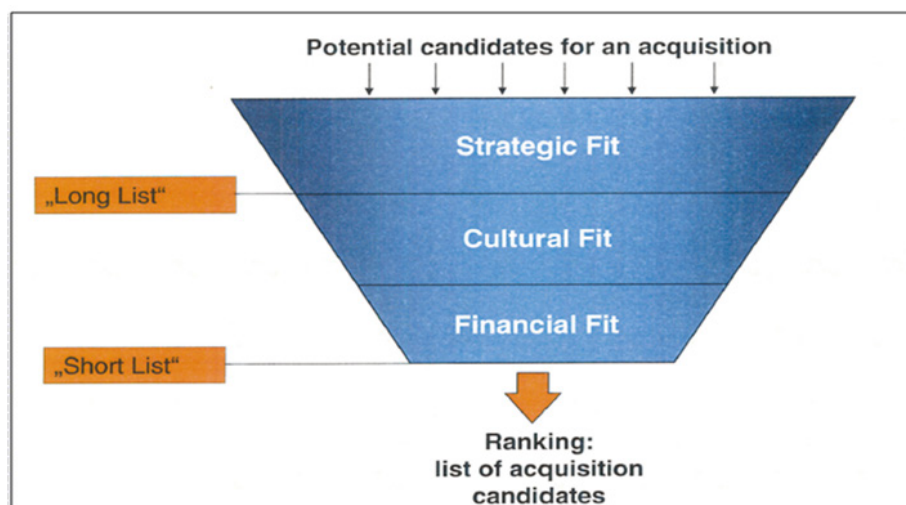 Potential candidates for an acquisition
Strategic Fit
„Long List“
Cultural Fit
Financial Fit
„Short List“
Ranking:
list of acquisition
candidates